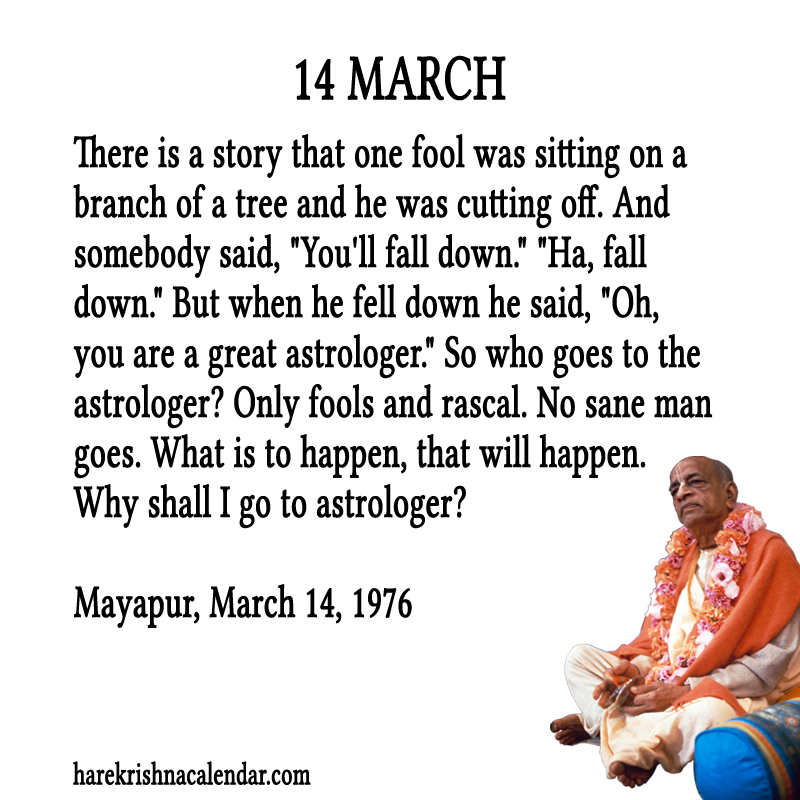 14 MARCH
There is a story that one fool was sitting on a
branch of a tree and he was cutting off. And
somebody said, "You'll fall down." "Ha, fall
down." But when he fell down he said, "Oh,
you are a great astrologer." So who goes to the
astrologer? Only fools and rascal. No sane man
goes. What is to happen, that will happen.
Why shall I go to astrologer?
Mayapur, March 14, 1976
harekrishnacalendar.com